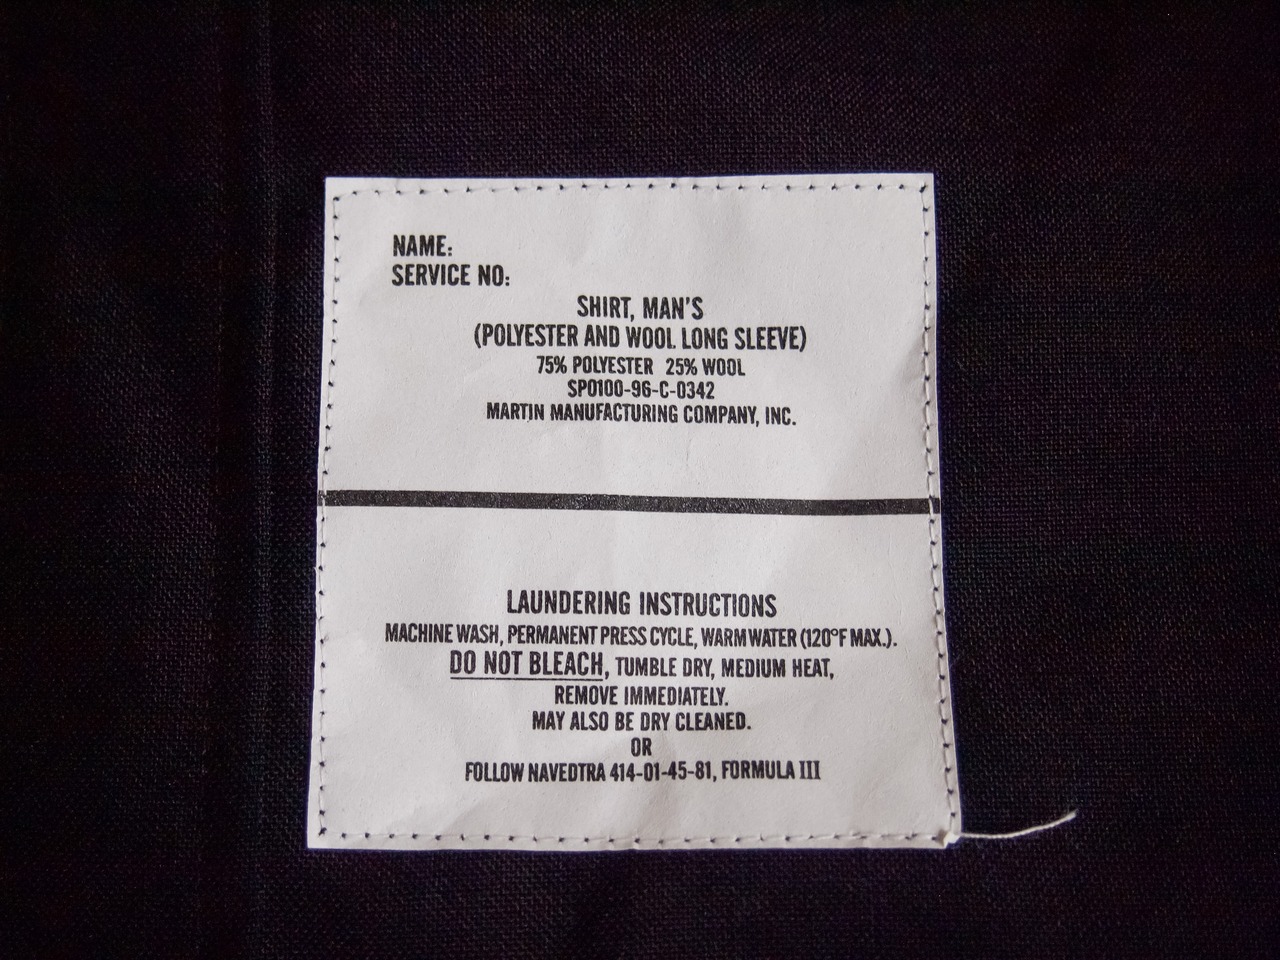 NAME:
SERVICE NO:
SHIRT, MAN'S
(POLYESTER AND WOOL LONG SLEEVE)
75% POLYESTER 25% WOOL
SP0100-96-C-0342
MARTIN MANUFACTURING COMPANY, INC.
LAUNDERING INSTRUCTIONS
MACHINE WASH, PERMANENT PRESS CYCLE, WARM WATER (120°F MAX.).
DO NOT BLEACH, TUMBLE DRY, MEDIUM HEAT,
REMOVE IMMEDIATELY.
MAY ALSO BE DRY CLEANED.
OR
FOLLOW NAVEDTRA 414-01-45-81, FORMULA III